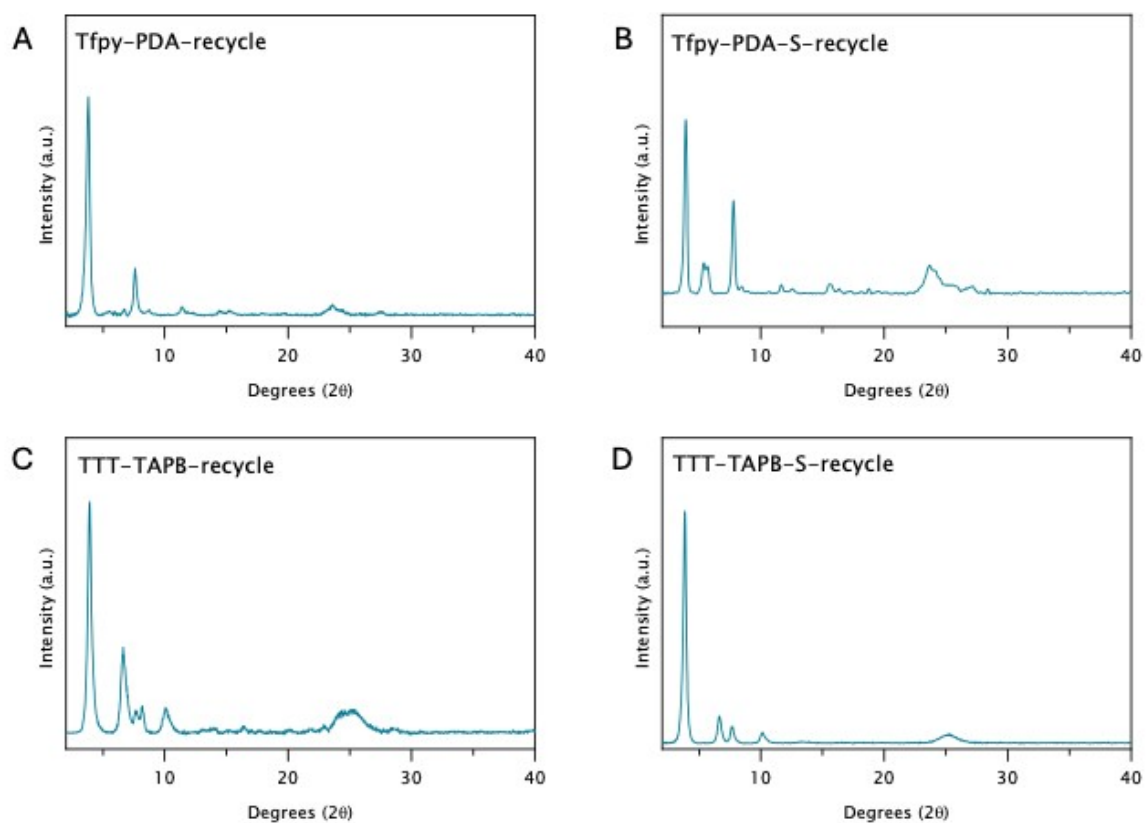 A
Tfpy-PDA-recycle
Intensity (a.u.)
10 20 30 40
Degrees (2θ)
B
Tfpy-PDA-S-recycle
Intensity (a.u.)
10 20 30 40
Degrees (2θ)
C
TTT-TAPB-recycle
Intensity (a.u.)
10 20 30 40
Degrees (2θ)
D
TTT-TAPB-S-recycle
Intensity (a.u.)
10 20 30 40
Degrees (2θ)